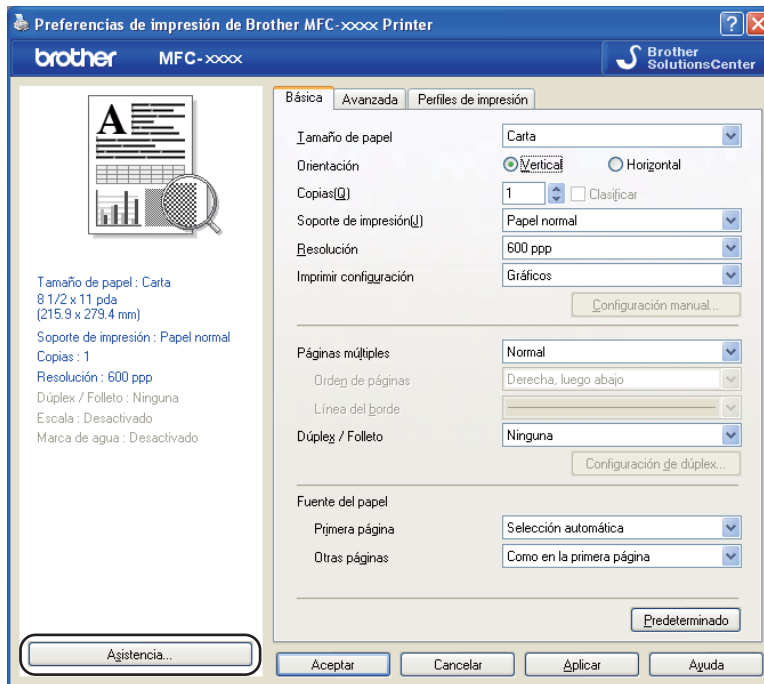 Preferencias de impresión de Brother MFC-xxxx Printer
brother MFC-xxxx
Brother
SolutionsCenter
A
Tamaño de papel : Carta
8 1/2 x 11 pda
(215.9 x 279.4 mm)
Soporte de impresión : Papel normal
Copias : 1
Resolución : 600 ppp
Dúplex / Folleto : Ninguna
Escala : Desactivado
Marca de agua : Desactivado
Asistencia...
Básica Avanzada Perfiles de impresión
Tamaño de papel Carta
Orientación Vertical Horizontal
Copias(Q) 1 Clasificar
Soporte de impresión(J) Papel normal
Resolución 600 ppp
Imprimir configuración Gráficos
Configuración manual...
Páginas múltiples Normal
Orden de páginas Derecha, luego abajo
Línea del borde
Dúplex / Folleto Ninguna
Configuración de dúplex...
Fuente del papel
Primera página Selección automática
Otras páginas Como en la primera página
Predeterminado
Aceptar Cancelar Aplicar Ayuda